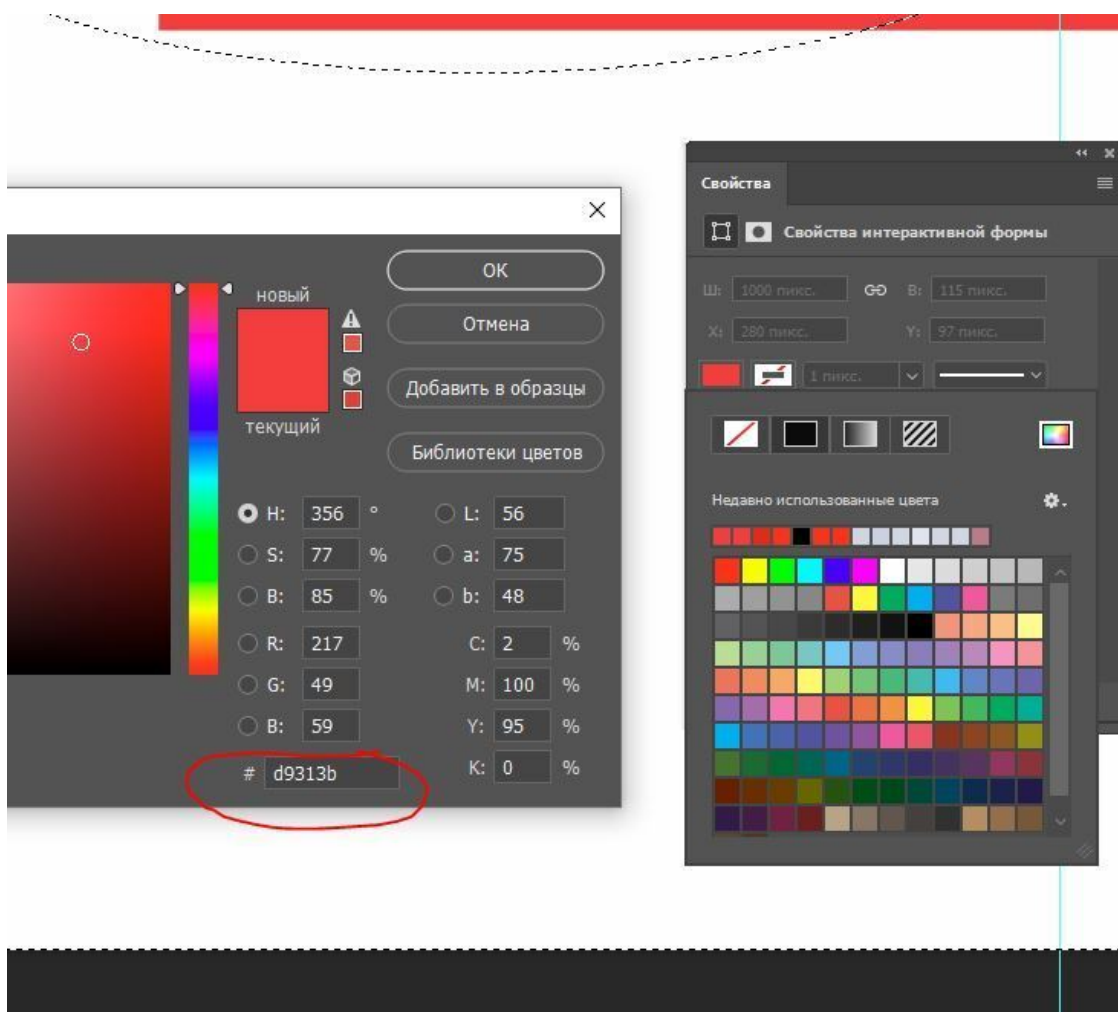 Свойства
Свойства интерактивной формы
Ш: 1000 пикс. В: 115 пикс.
X: 280 пикс. Y: 97 пикс.
1 пикс.
Недавно использованные цвета
новый
текущий
ОК
Отмена
Добавить в образцы
Библиотеки цветов
H: 356 ° L: 56
S: 77 % a: 75
B: 85 % b: 48
R: 217 C: 2 %
G: 49 M: 100 %
B: 59 Y: 95 %
# d9313b K: 0 %